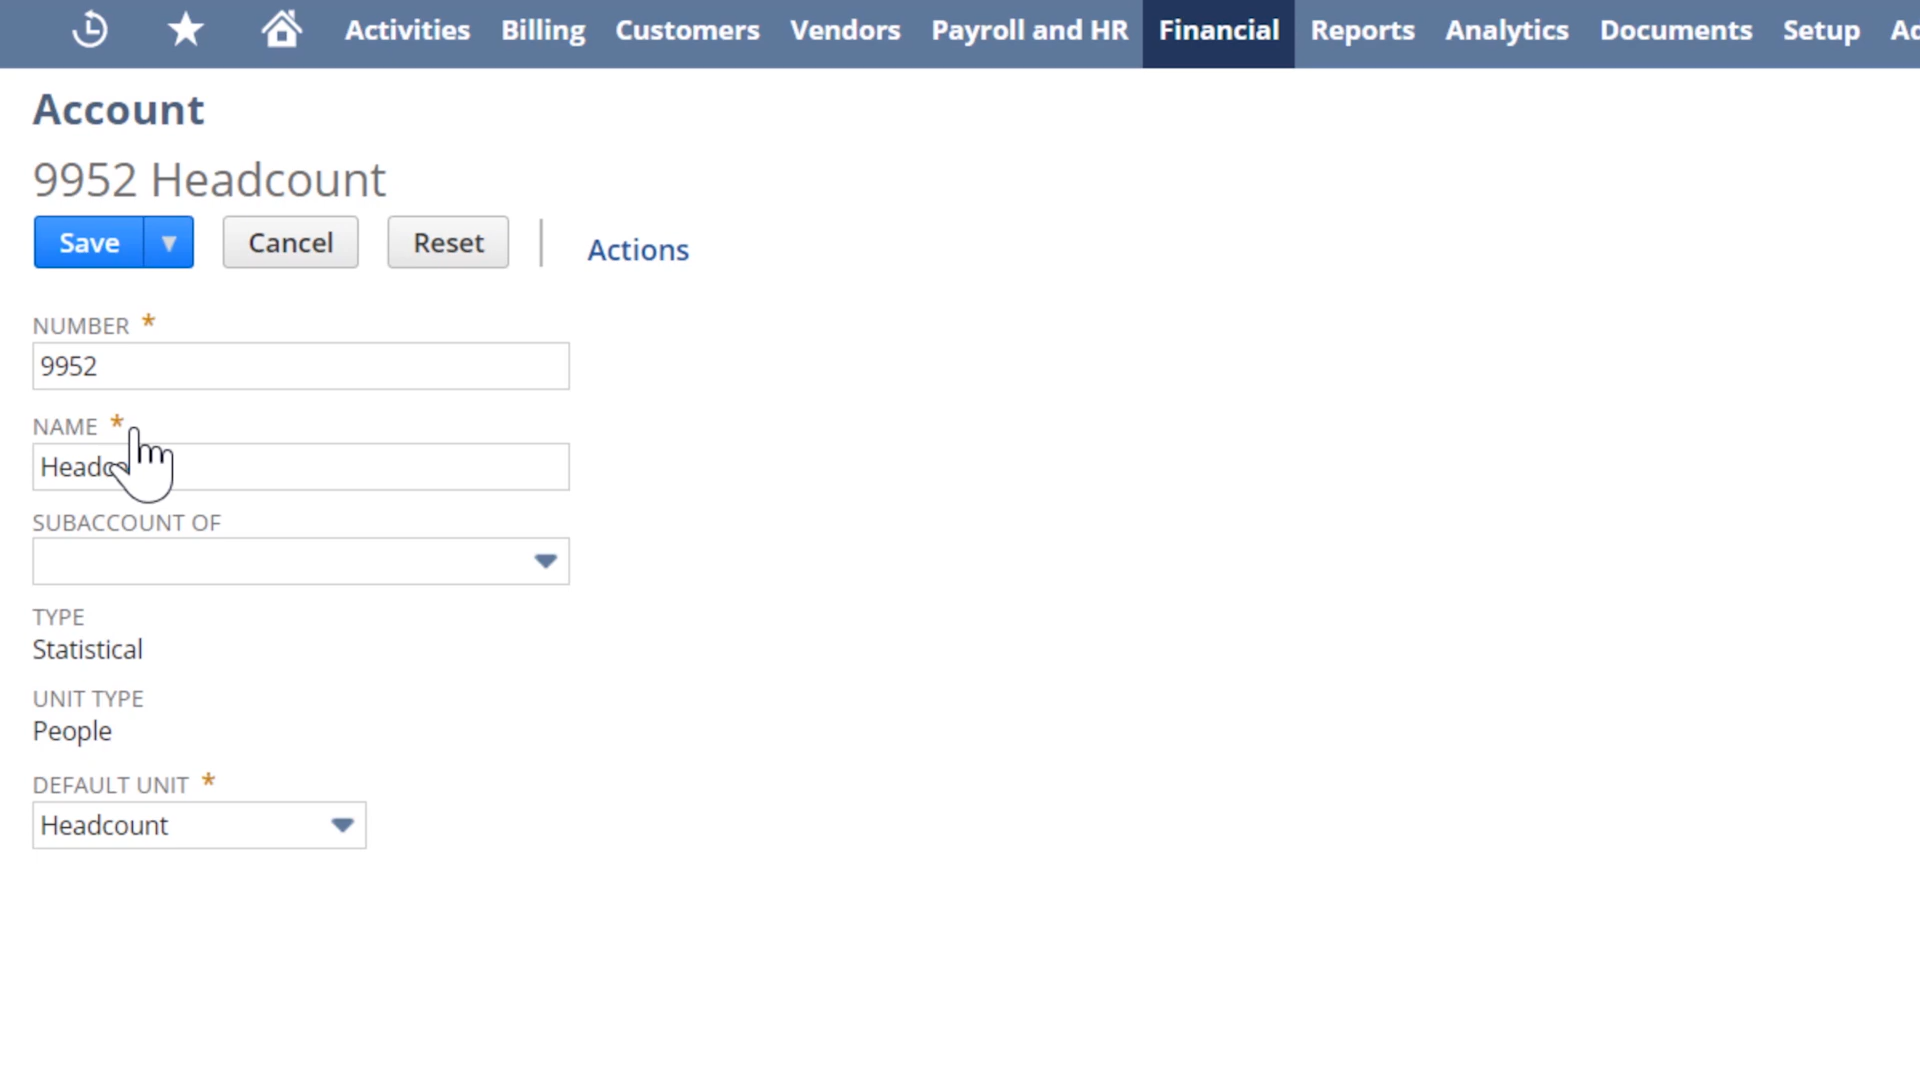 Activities Billing Customers Vendors Payroll and HR Financial Reports Analytics Documents Setup
Account
9952 Headcount
Save Cancel Reset Actions
NUMBER *
9952
NAME *
SUBACCOUNT OF
TYPE
Statistical
UNIT TYPE
People
DEFAULT UNIT *
Headcount